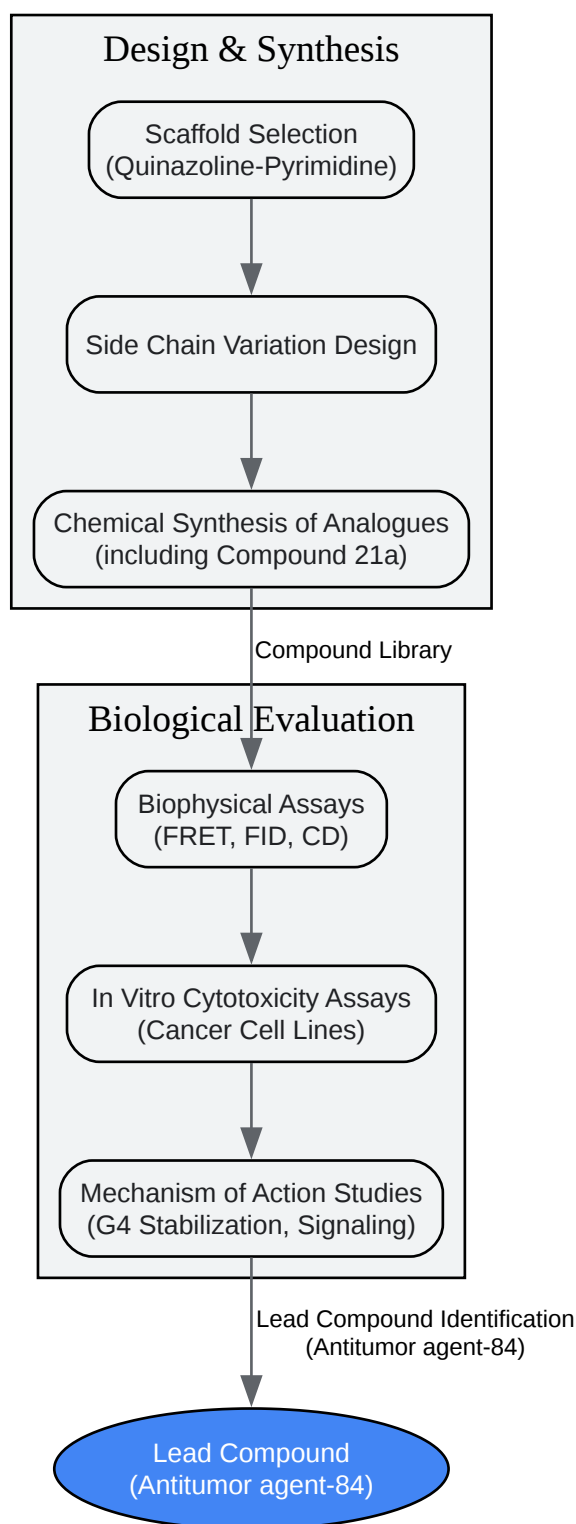 Design & Synthesis
Scaffold Selection
(Quinazoline-Pyrimidine)
Side Chain Variation Design
Chemical Synthesis of Analogues
(including Compound 21a)
Compound Library
Biological Evaluation
Biophysical Assays
(FRET, FID, CD)
In Vitro Cytotoxicity Assays
(Cancer Cell Lines)
Mechanism of Action Studies
(G4 Stabilization, Signaling)
Lead Compound Identification
(Antitumor agent-84)
Lead Compound
(Antitumor agent-84)